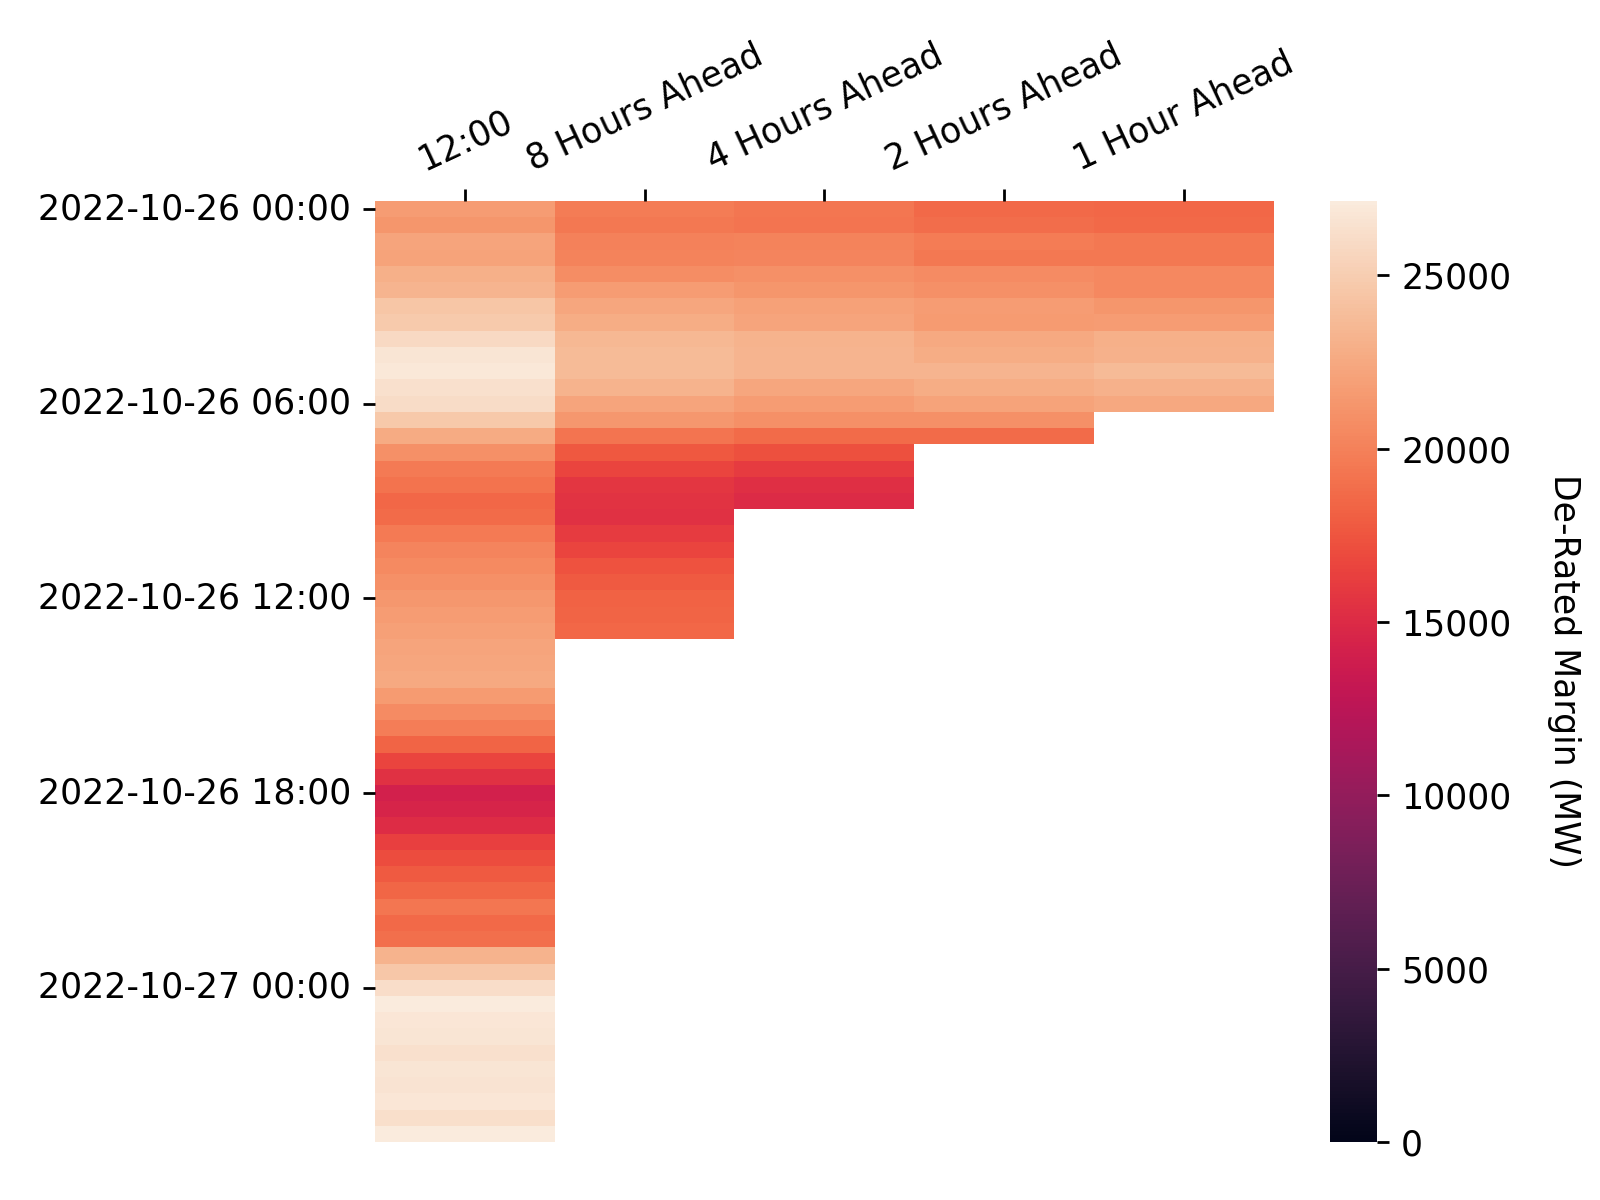 12:00
8 Hours Ahead
4 Hours Ahead
2 Hours Ahead
1 Hour Ahead
2022-10-26 00:00
2022-10-26 06:00
2022-10-26 12:00
2022-10-26 18:00
2022-10-27 00:00
25000
20000
15000
10000
5000
0
De-Rated Margin (MW)